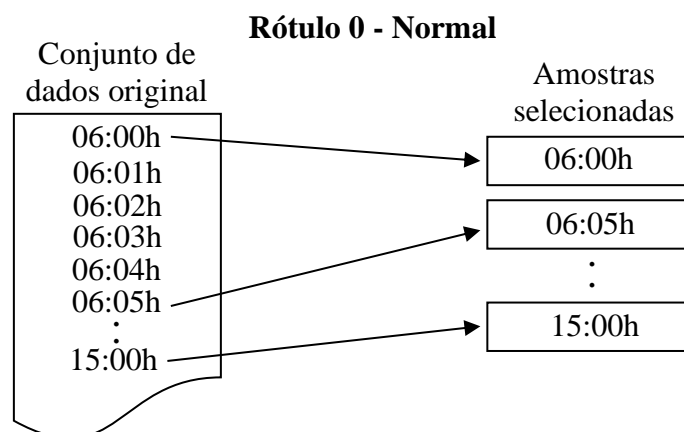 Rótulo 0 - Normal
Conjunto de
dados original
06:00h
06:01h
06:02h
06:03h
06:04h
06:05h
:
15:00h
Amostras
selecionadas
06:00h
06:05h
:
15:00h